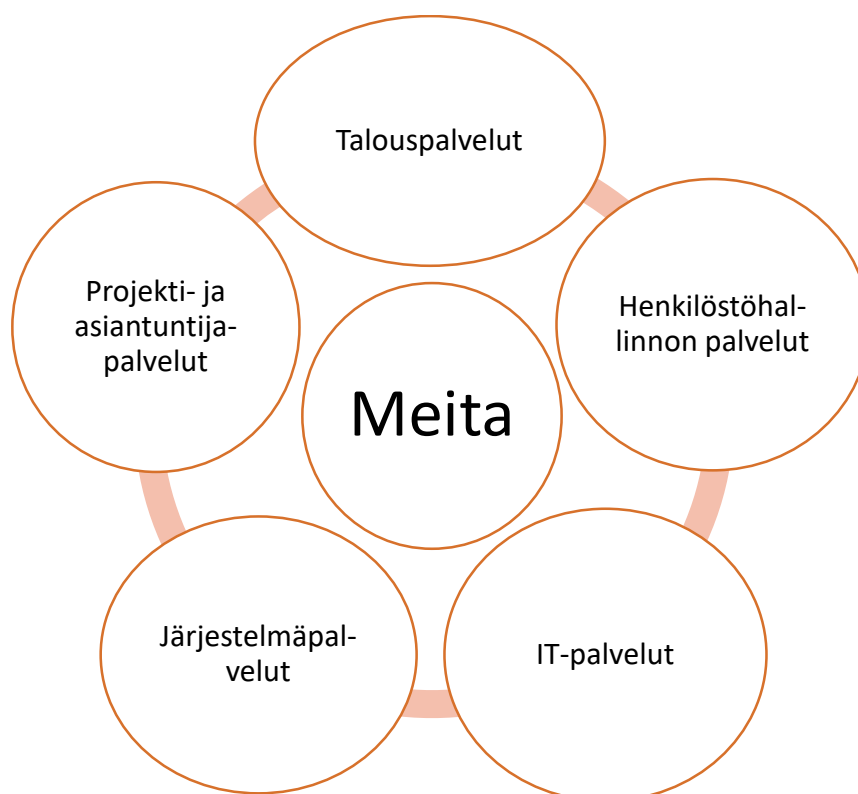 Talouspalvelut
Henkilöstöhal-
linnon palvelut
IT-palvelut
Järjestelmäpal-
velut
Projekti- ja
asiantuntija-
palvelut
Meita